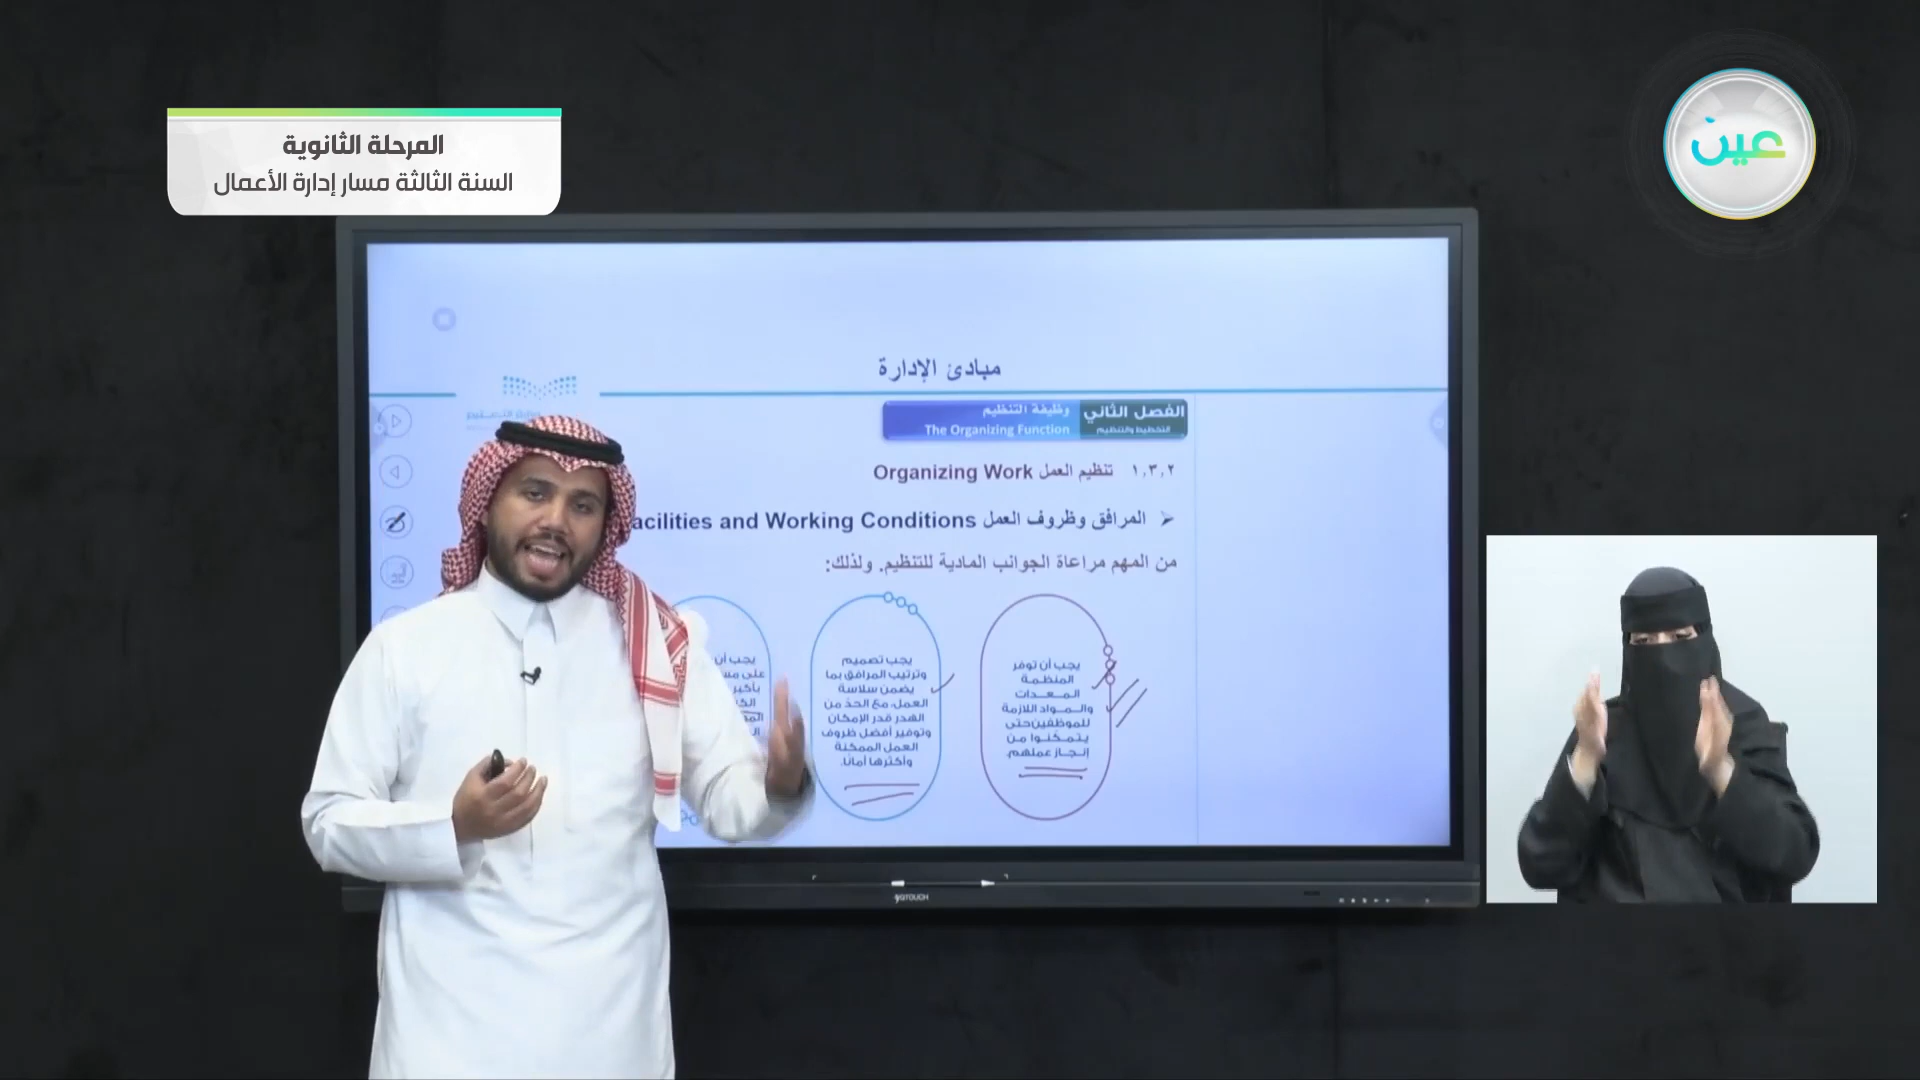 المرحلة الثانوية
السنة الثالثة مسار إدارة الأعمال
عين
مبادئ الإدارة
الفصل الثاني
التخطيط والتنظيم
وظيفة التنظيم
The Organizing Function
١,٣,٢ تنظيم العمل Organizing Work
المرافق وظروف العمل acilities and Working Conditions
من المهم مراعاة الجوانب المادية للتنظيم. ولذلك:
يجب أن توفر
المنظمة
المعدات
والمواد اللازمة
للموظفين حتى
يتمكنوا من
إنجاز عملهم.
يجب تصميم
وترتيب المرافق بما
يضمن سلاسة
العمل، مع الحد من
الهدر قدر الإمكان
وتوفير أفضل ظروف
العمل الممكنة
وأكثرها أمانًا.
يجب أن
على